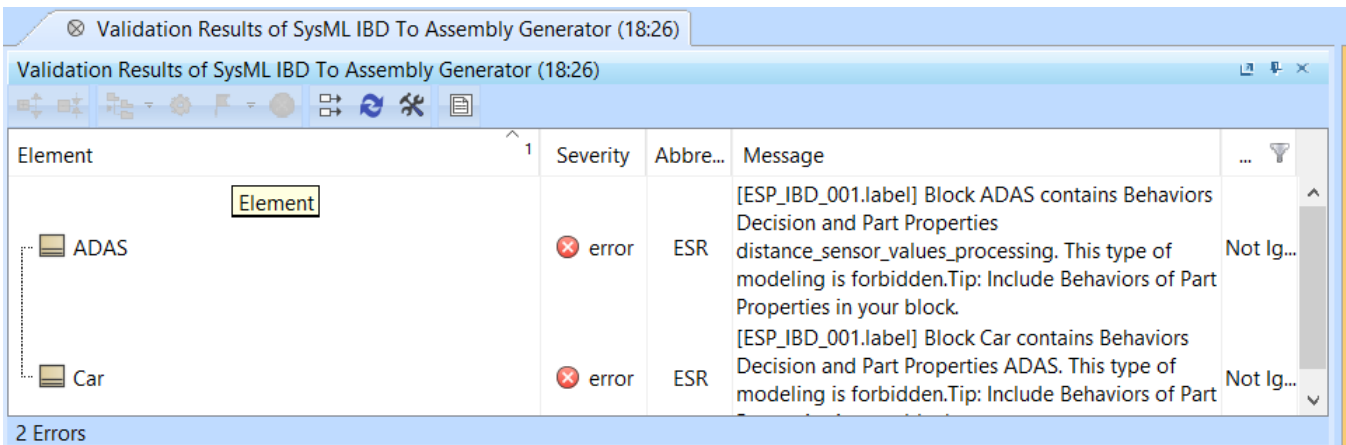 Validation Results of SysML IBD To Assembly Generator (18:26)
Validation Results of SysML IBD To Assembly Generator (18:26)
Element 1 Severity Abbre... Message ...
Element
ADAS
error
ESR
[ESP_IBD_001.label] Block ADAS contains Behaviors
Decision and Part Properties
distance_sensor_values_processing. This type of
modeling is forbidden.Tip: Include Behaviors of Part
Properties in your block.
Not Ig...
Car
error
ESR
[ESP_IBD_001.label] Block Car contains Behaviors
Decision and Part Properties ADAS. This type of
modeling is forbidden.Tip: Include Behaviors of Part
Not Ig...
2 Errors